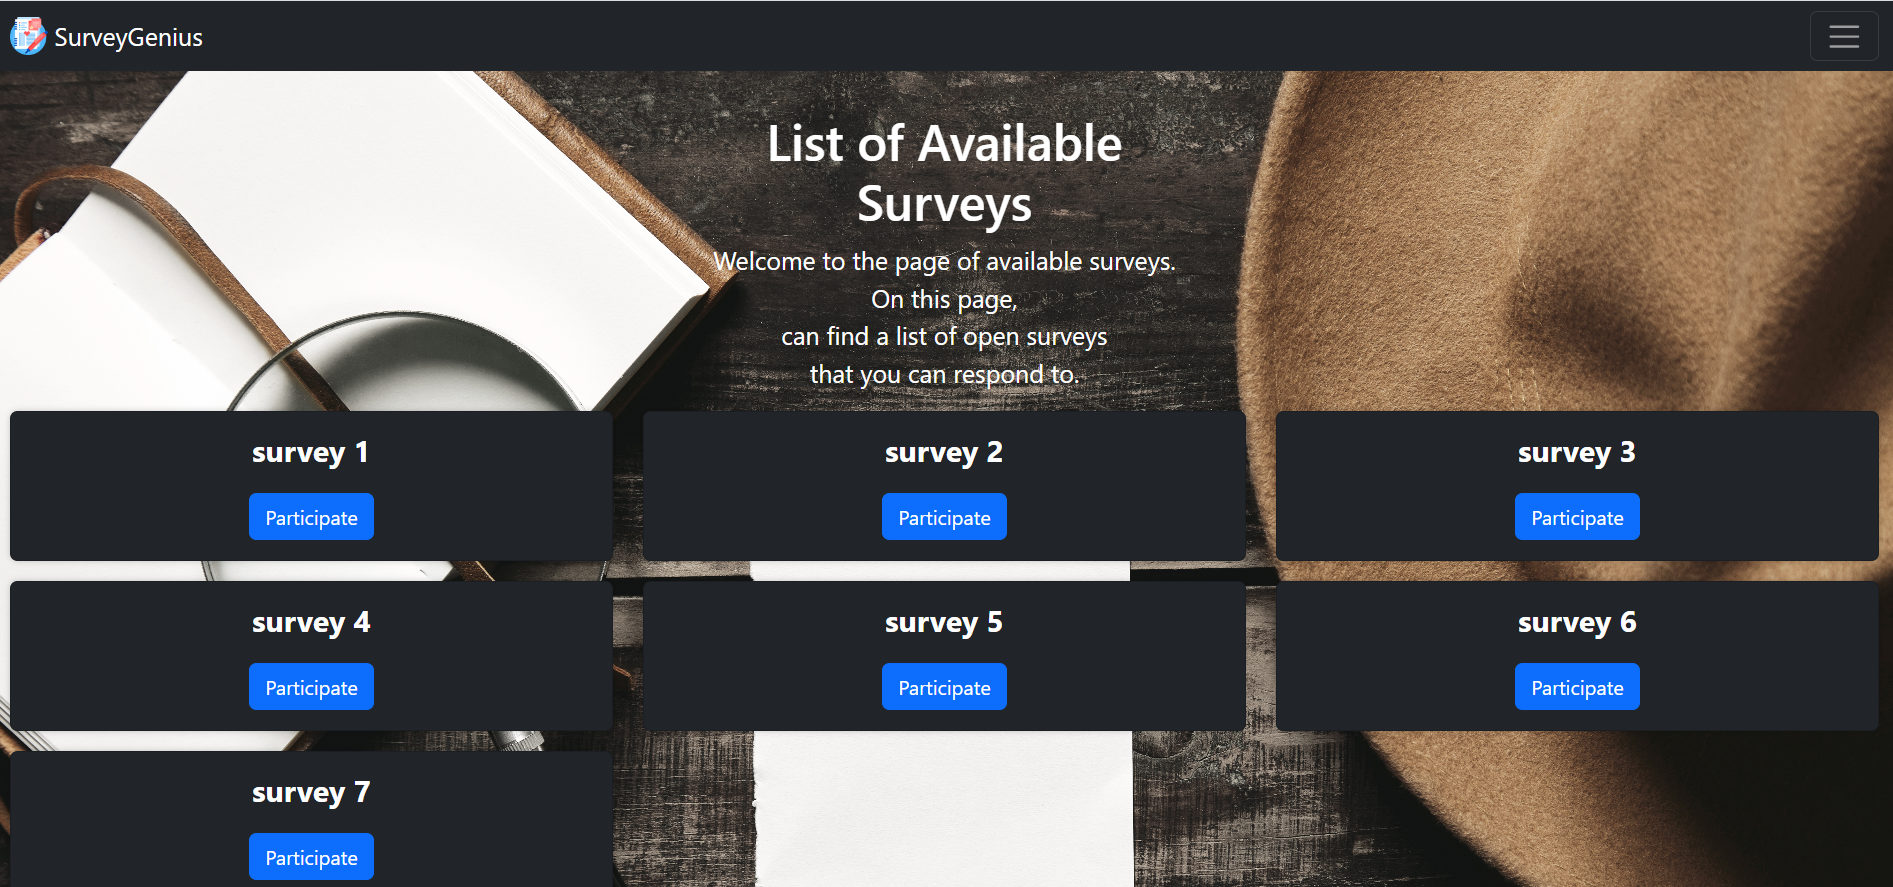 SurveyGenius
List of Available
Surveys
Welcome to the page of available surveys.
On this page,
can find a list of open surveys
that you can respond to.
survey 1
survey 2
survey 3
Participate
Participate
Participate
survey 4
survey 5
survey 6
Participate
Participate
Participate
survey 7
Participate